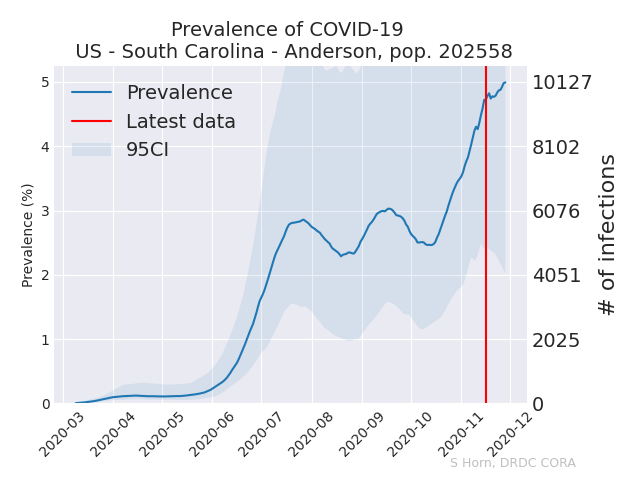 Prevalence of COVID-19
US - South Carolina - Anderson, pop. 202558
Prevalence
Latest data
95CI
Prevalence (%)
5
4
3
2
1
0
10127
8102
6076
4051
2025
0
# of infections
2020-03
2020-04
2020-05
2020-06
2020-07
2020-08
2020-09
2020-10
2020-11
2020-12
S Horn, DRDC CORA